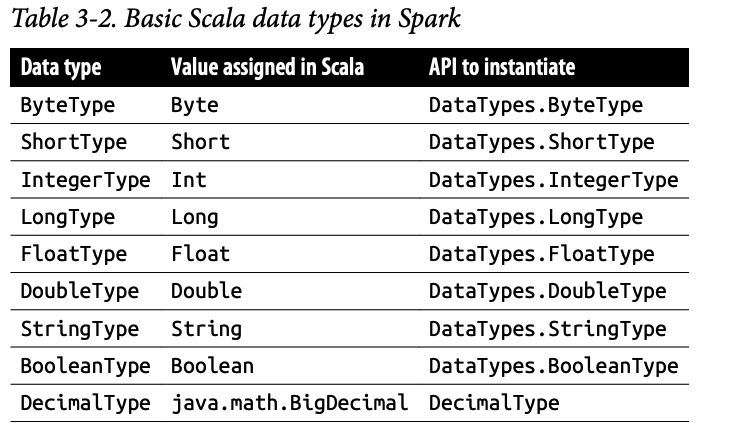 Table 3-2. Basic Scala data types in Spark
Data type Value assigned in Scala API to instantiate
ByteType Byte DataTypes.ByteType
ShortType Short DataTypes.ShortType
IntegerType Int DataTypes.IntegerType
LongType Long DataTypes.LongType
FloatType Float DataTypes.FloatType
DoubleType Double DataTypes.DoubleType
StringType String DataTypes.StringType
BooleanType Boolean DataTypes.BooleanType
DecimalType java.math.BigDecimal DecimalType